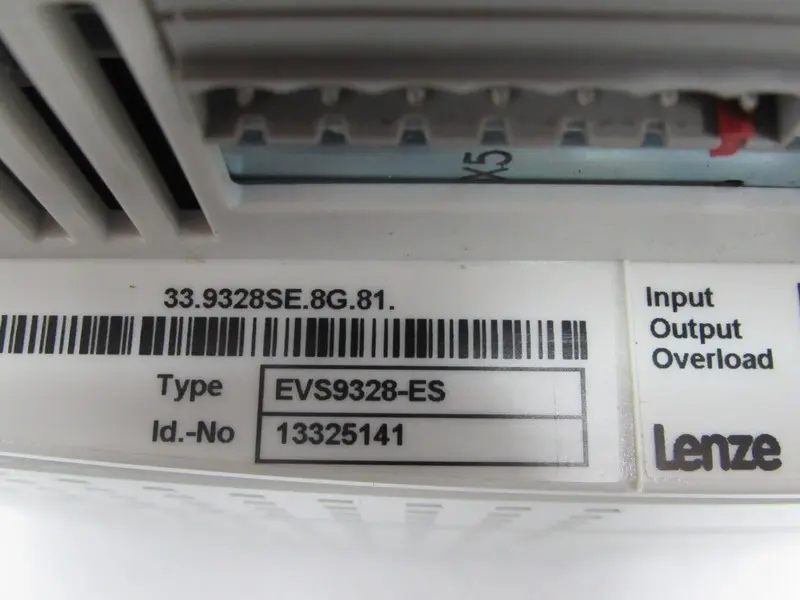 X5
33.9328SE.8G.81.
Type EVS9328-ES
Id.-No 13325141
Input
Output
Overload
Lenze